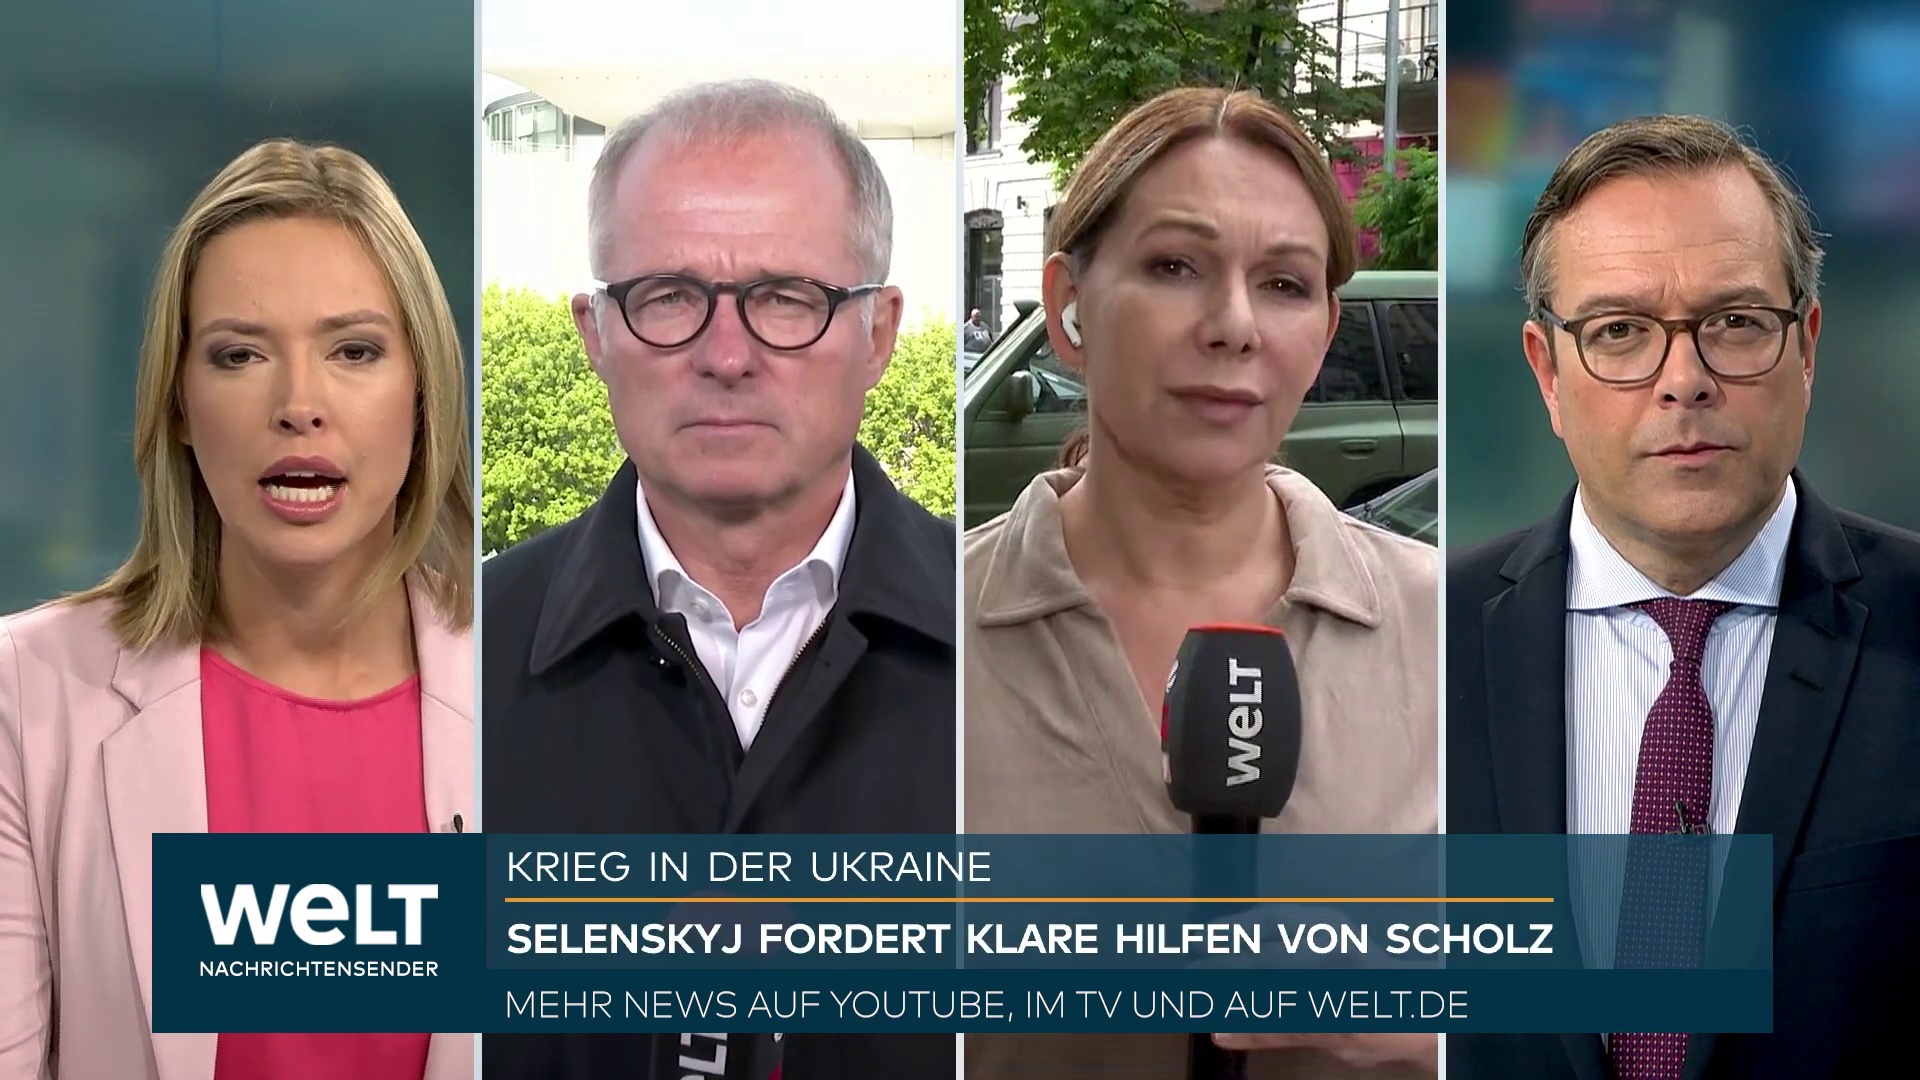 WELT
KRIEG IN DER UKRAINE
SELENSKYJ FORDERT KLARE HILFEN VON SCHOLZ
WELT
NACHRICHTENSENDER
MEHR NEWS AUF YOUTUBE, IM TV UND AUF WELT.DE